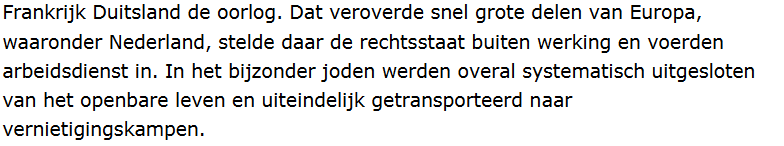 Frankrijk Duitsland de oorlog. Dat veroverde snel grote delen van Europa,
waaronder Nederland, stelde daar de rechtsstaat buiten werking en voerden
arbeidsdienst in. In het bijzonder joden werden overal systematisch uitgesloten
van het openbare leven en uiteindelijk getransporteerd naar
vernietigingskampen.